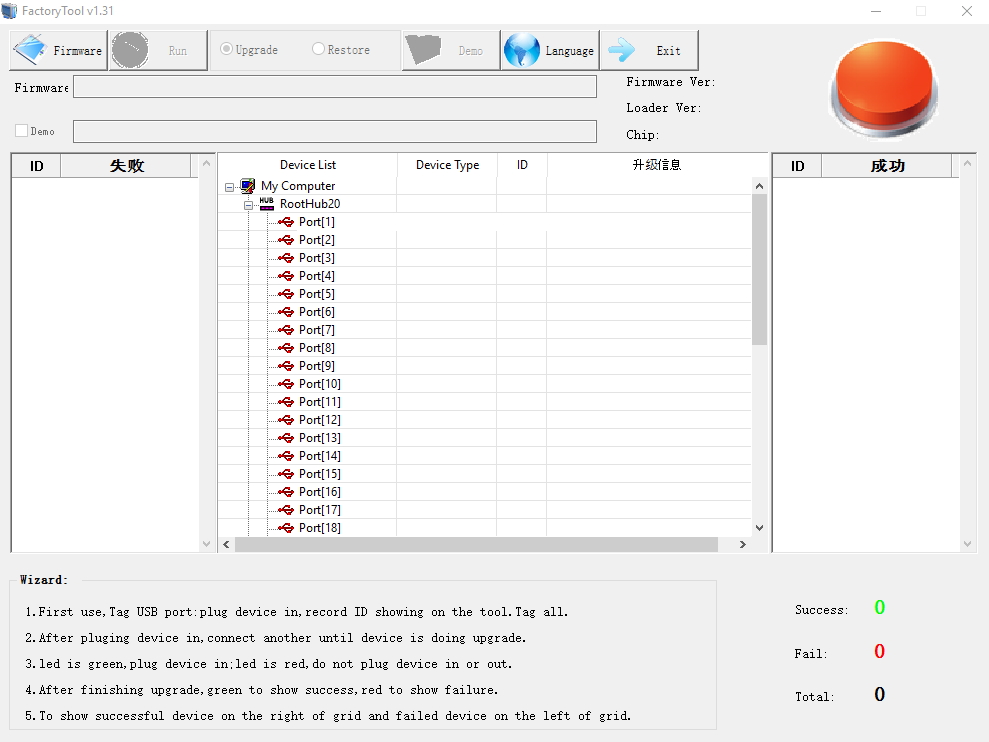 FactoryTool v1.31
Firmware Run Upgrade Restore Demo Language Exit
Firmware
Firmware Ver:
Loader Ver:
Demo
Chip:
ID 失败
Device List Device Type ID 升级信息
ID 成功
My Computer
HUB RootHub20
Port[1]
Port[2]
Port[3]
Port[4]
Port[5]
Port[6]
Port[7]
Port[8]
Port[9]
Port[10]
Port[11]
Port[12]
Port[13]
Port[14]
Port[15]
Port[16]
Port[17]
Port[18]
Wizard:
1.First use,Tag USB port:plug device in,record ID showing on the tool.Tag all.
2.After pluging device in,connect another until device is doing upgrade.
3.led is green,plug device in;led is red,do not plug device in or out.
4.After finishing upgrade,green to show success,red to show failure.
5.To show successful device on the right of grid and failed device on the left of grid.
Success: 0
Fail: 0
Total: 0